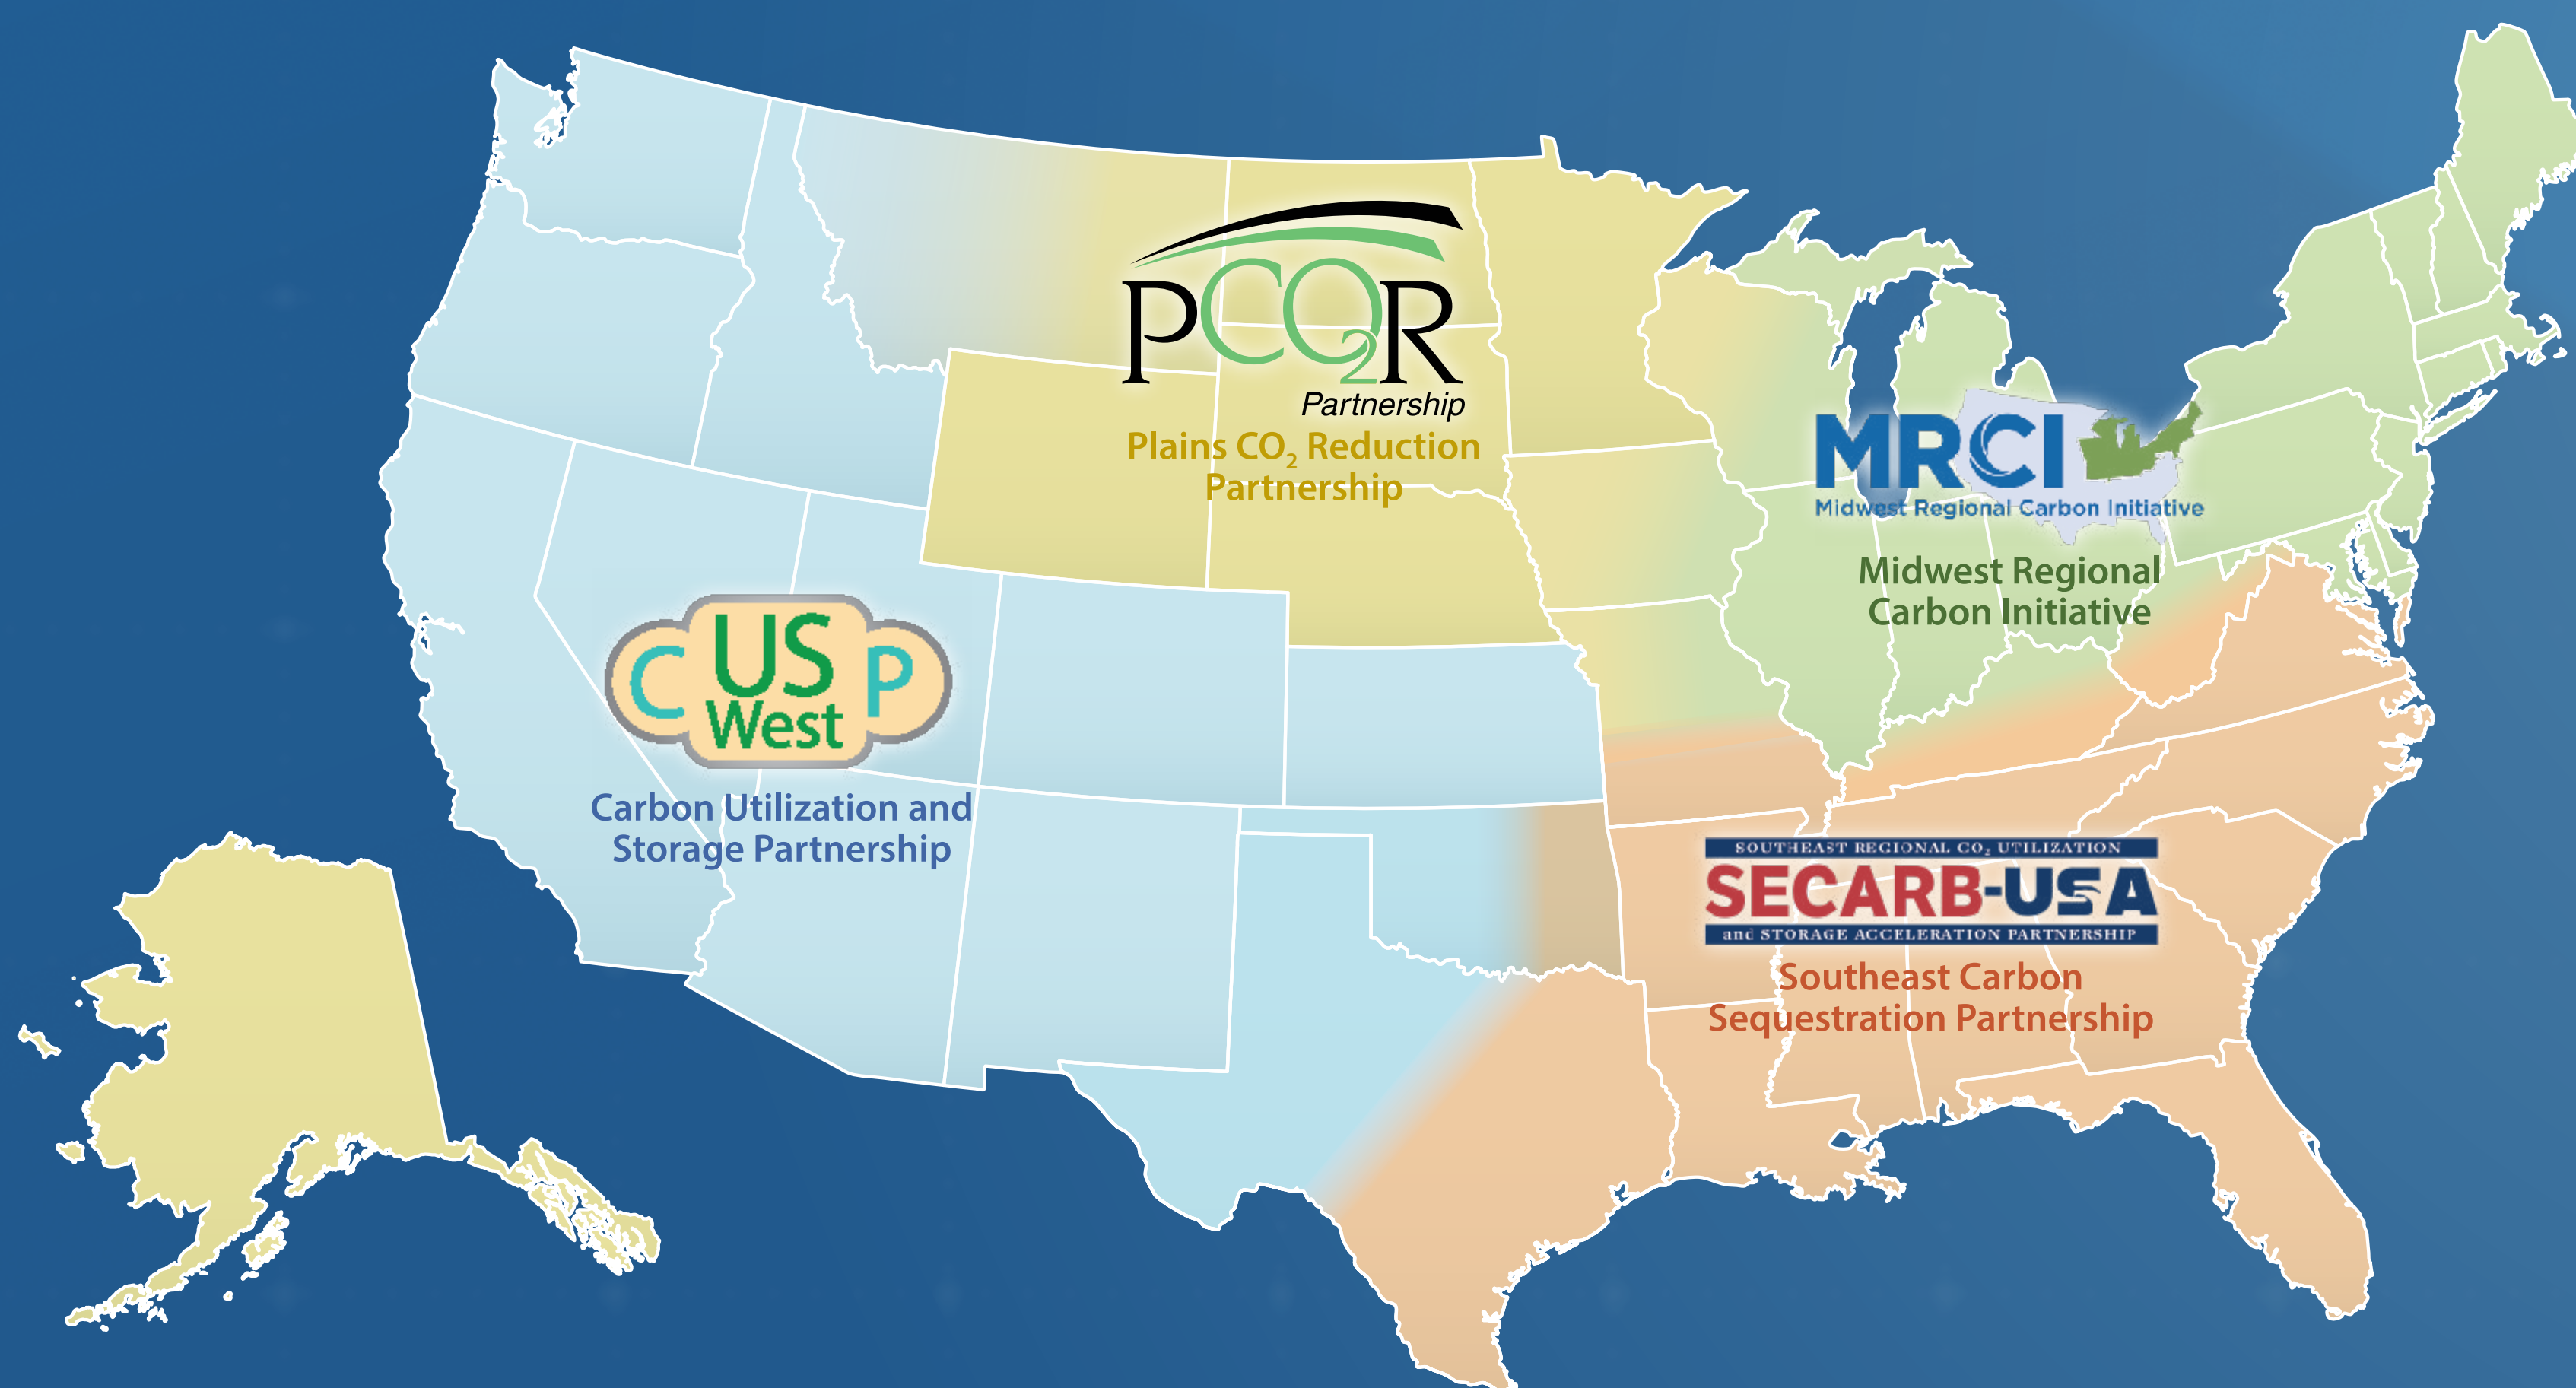 PCO2R
Partnership
Plains CO2 Reduction
Partnership
MRCI
Midwest Regional Carbon Initiative
Midwest Regional
Carbon Initiative
C US P
West
Carbon Utilization and
Storage Partnership
SOUTHEAST REGIONAL CO2 UTILIZATION
SECARB-USA
and STORAGE ACCELERATION PARTNERSHIP
Southeast Carbon
Sequestration Partnership